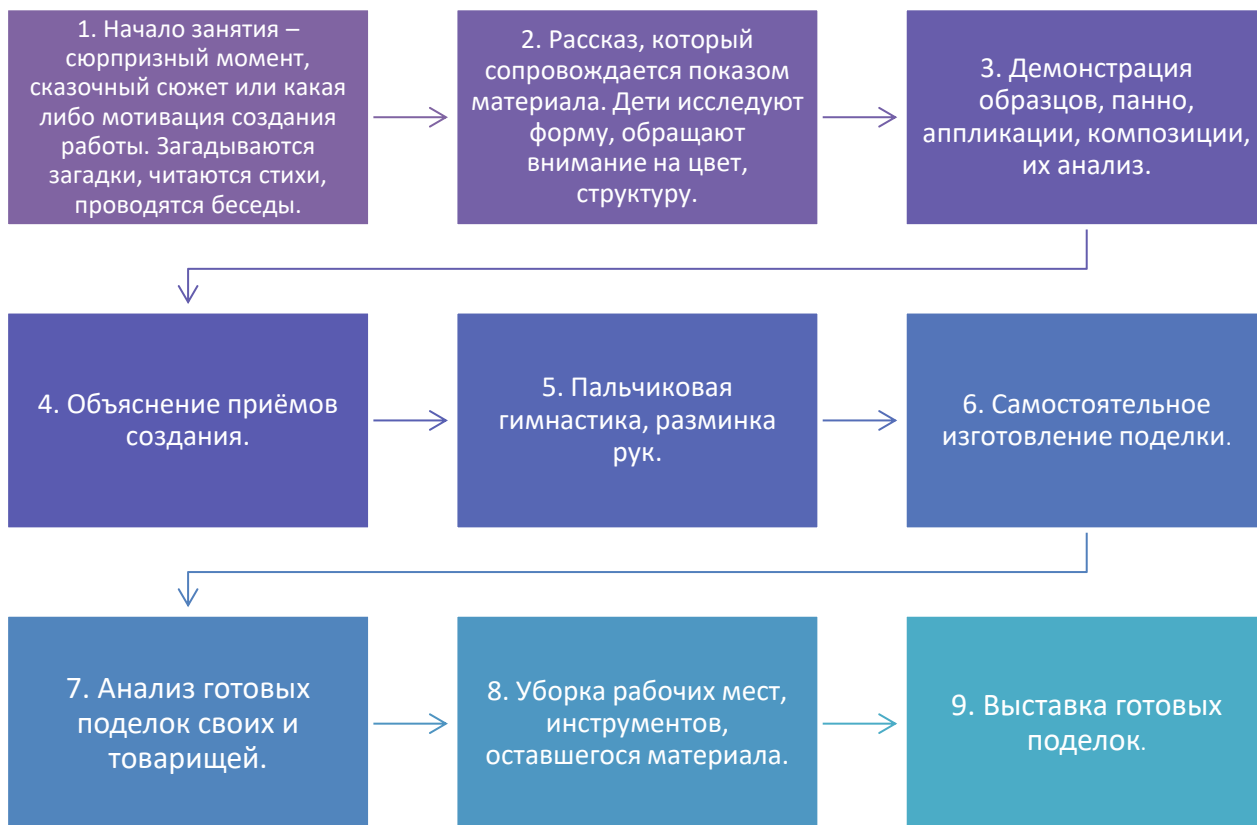 1. Начало занятия –
сюрпризный момент,
сказочный сюжет или какая
либо мотивация создания
работы. Загадываются
загадки, читаются стихи,
проводятся беседы.
2. Рассказ, который
сопровождается показом
материала. Дети исследуют
форму, обращают
внимание на цвет,
структуру.
3. Демонстрация
образцов, панно,
аппликации, композиции,
их анализ.
4. Объяснение приёмов
создания.
5. Пальчиковая
гимнастика, разминка
рук.
6. Самостоятельное
изготовление поделки.
7. Анализ готовых
поделок своих и
товарищей.
8. Уборка рабочих мест,
инструментов,
оставшегося материала.
9. Выставка готовых
поделок.